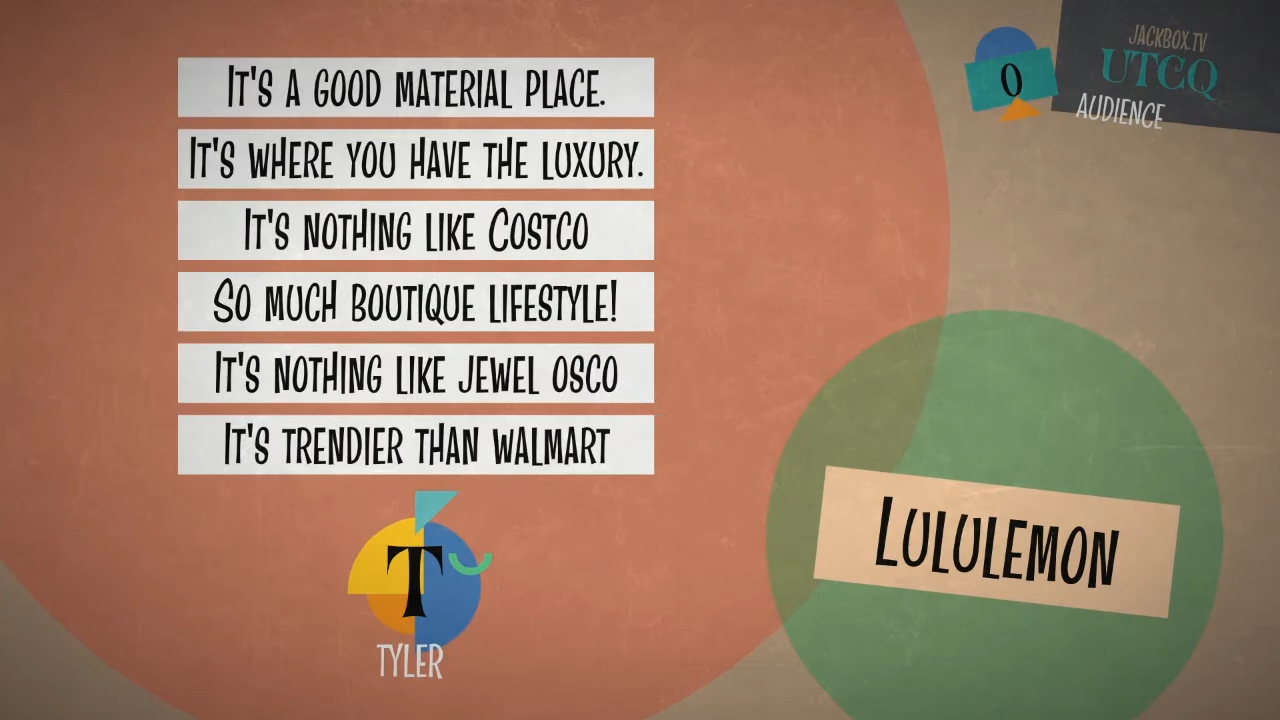 It's a good material place.
It's where you have the luxury.
It's nothing like Costco
So much boutique lifestyle!
It's nothing like jewel osco
It's trendier than walmart
T
TYLER
0
JACKBOX.TV
UTCQ
AUDIENCE
Lululemon